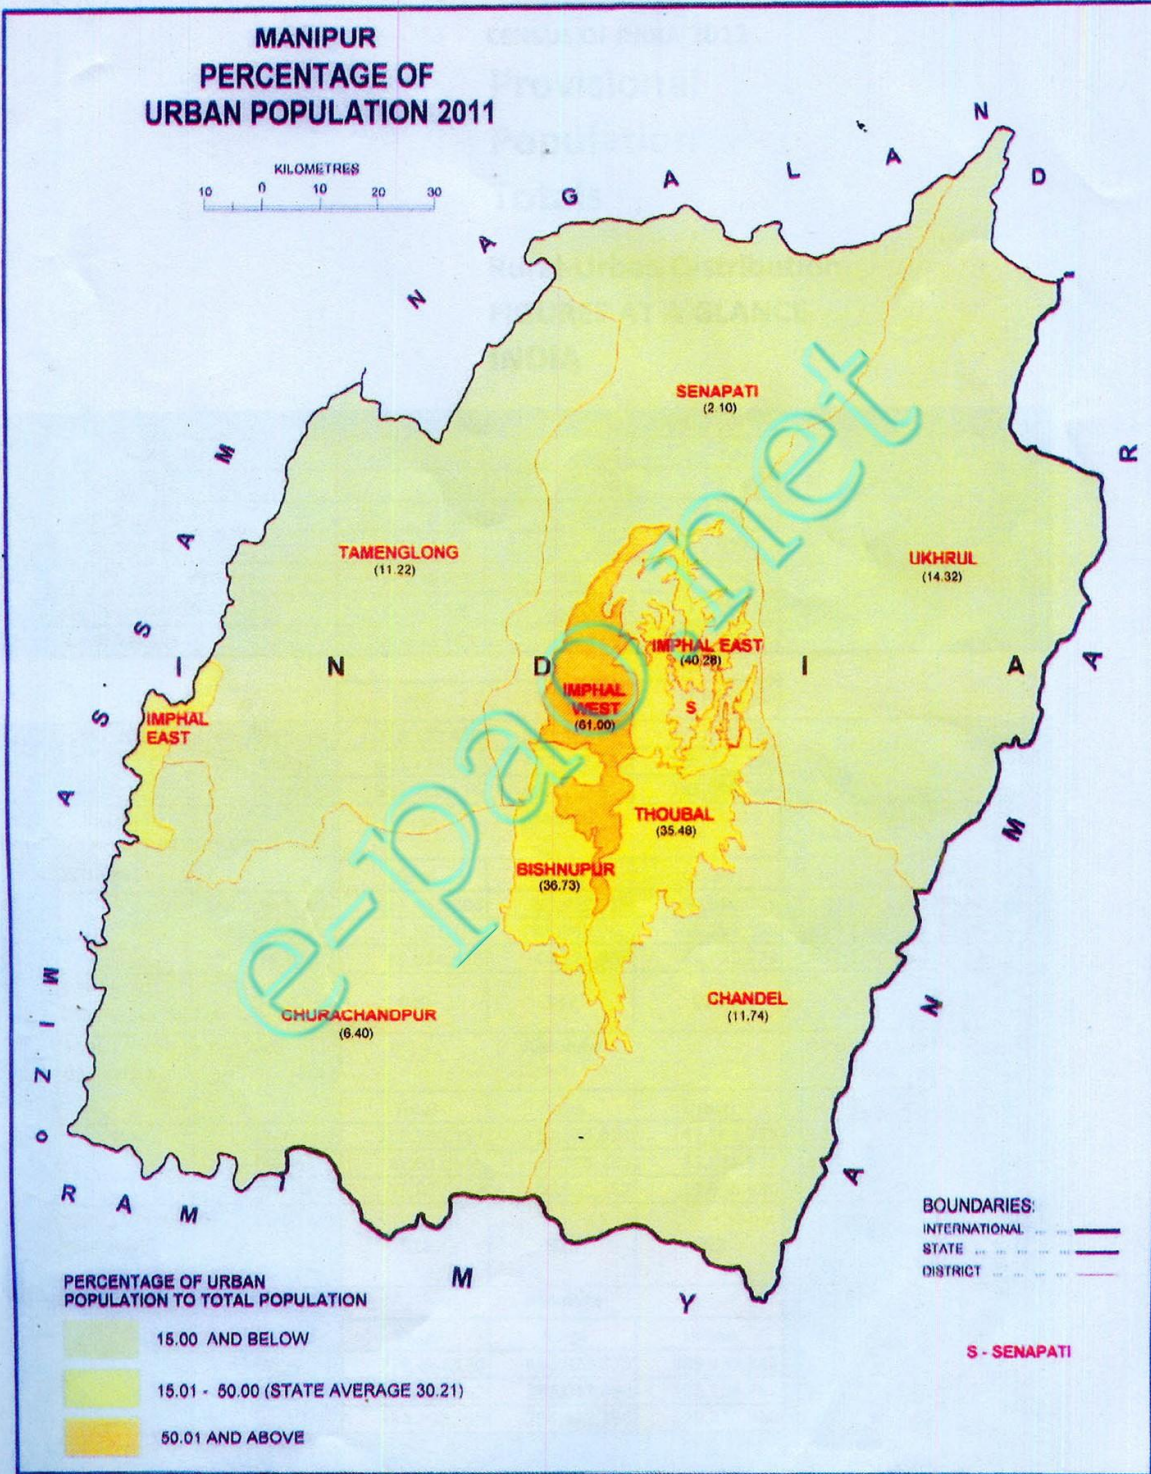 MANIPUR
PERCENTAGE OF
URBAN POPULATION 2011
KILOMETRES
10 0 10 20 30
NAGALAND
SENAPATI
(2.10)
ASSAM
TAMENGLONG
(11.22)
UKHRUL
(14.32)
INDIA
IMPHAL EAST
(40.28)
IMPHAL
WEST
(61.00)
S
IMPHAL
EAST
THOUBAL
(35.48)
BISHNUPUR
(36.73)
CHURACHANDPUR
(6.40)
CHANDEL
(11.74)
MIZORAM
MYANMAR
e-pao.net
BOUNDARIES:
INTERNATIONAL
STATE
DISTRICT
S - SENAPATI
PERCENTAGE OF URBAN
POPULATION TO TOTAL POPULATION
15.00 AND BELOW
15.01 - 50.00 (STATE AVERAGE 30.21)
50.01 AND ABOVE